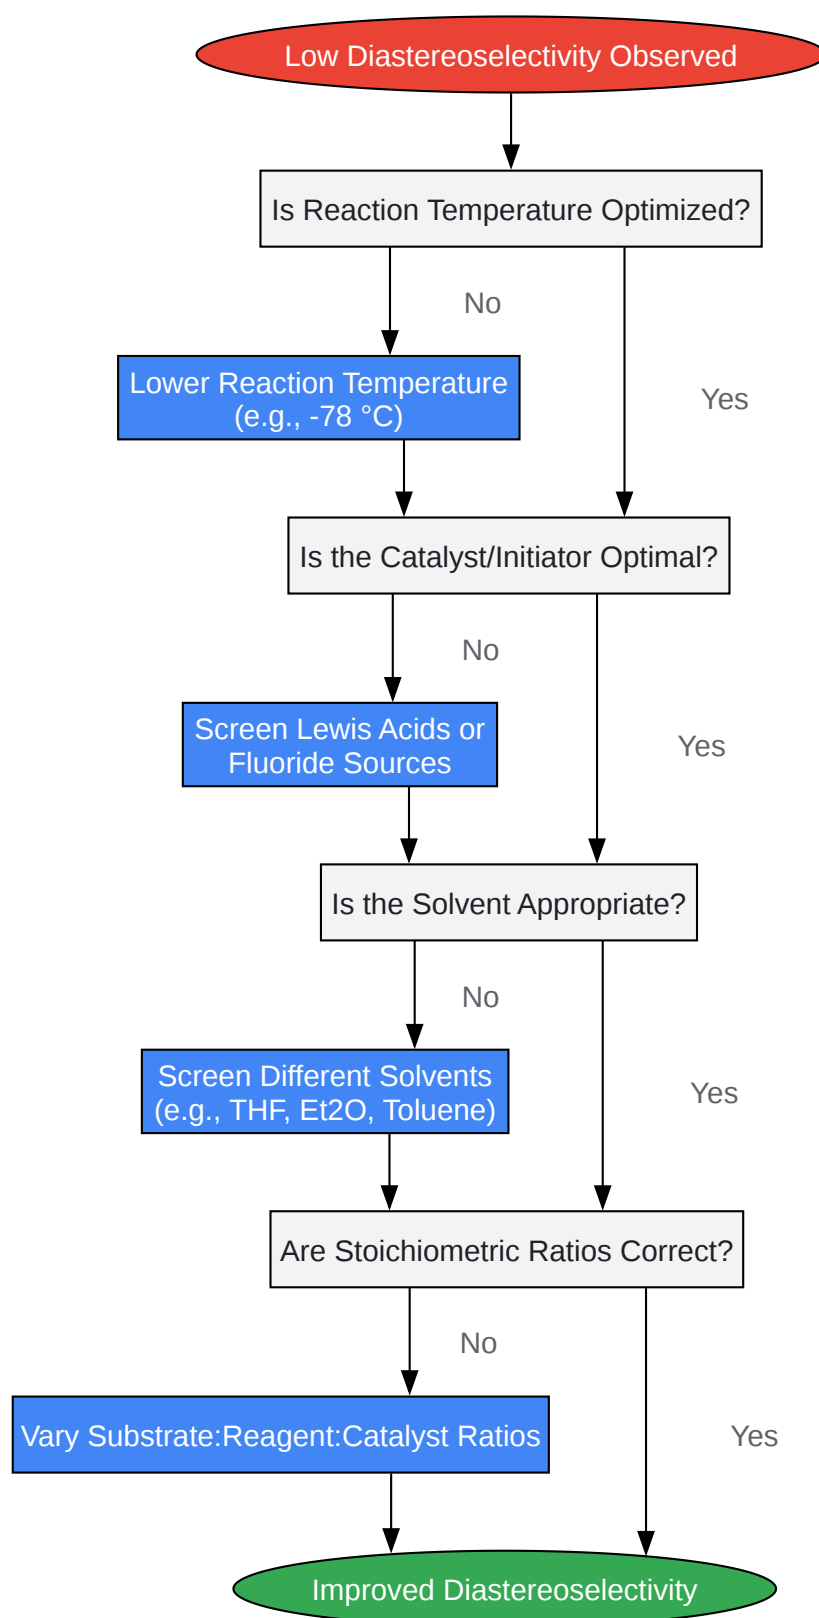 Low Diastereoselectivity Observed
Is Reaction Temperature Optimized?
No
Lower Reaction Temperature
(e.g., -78 °C)
Yes
Is the Catalyst/Initiator Optimal?
No
Screen Lewis Acids or
Fluoride Sources
Yes
Is the Solvent Appropriate?
No
Screen Different Solvents
(e.g., THF, Et2O, Toluene)
Yes
Are Stoichiometric Ratios Correct?
No
Vary Substrate:Reagent:Catalyst Ratios
Yes
Improved Diastereoselectivity